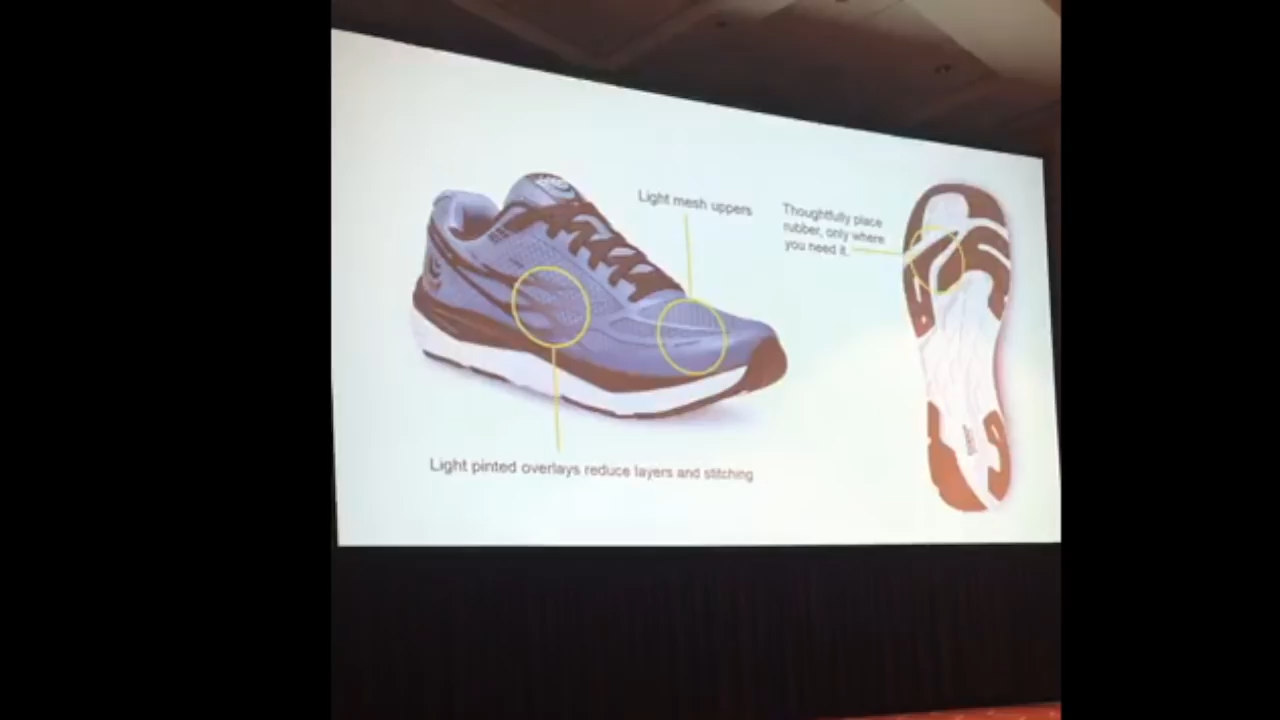 Light mesh uppers
Thoughtfully place
rubber, only where
you need it.
Light pinted overlays reduce layers and stitching